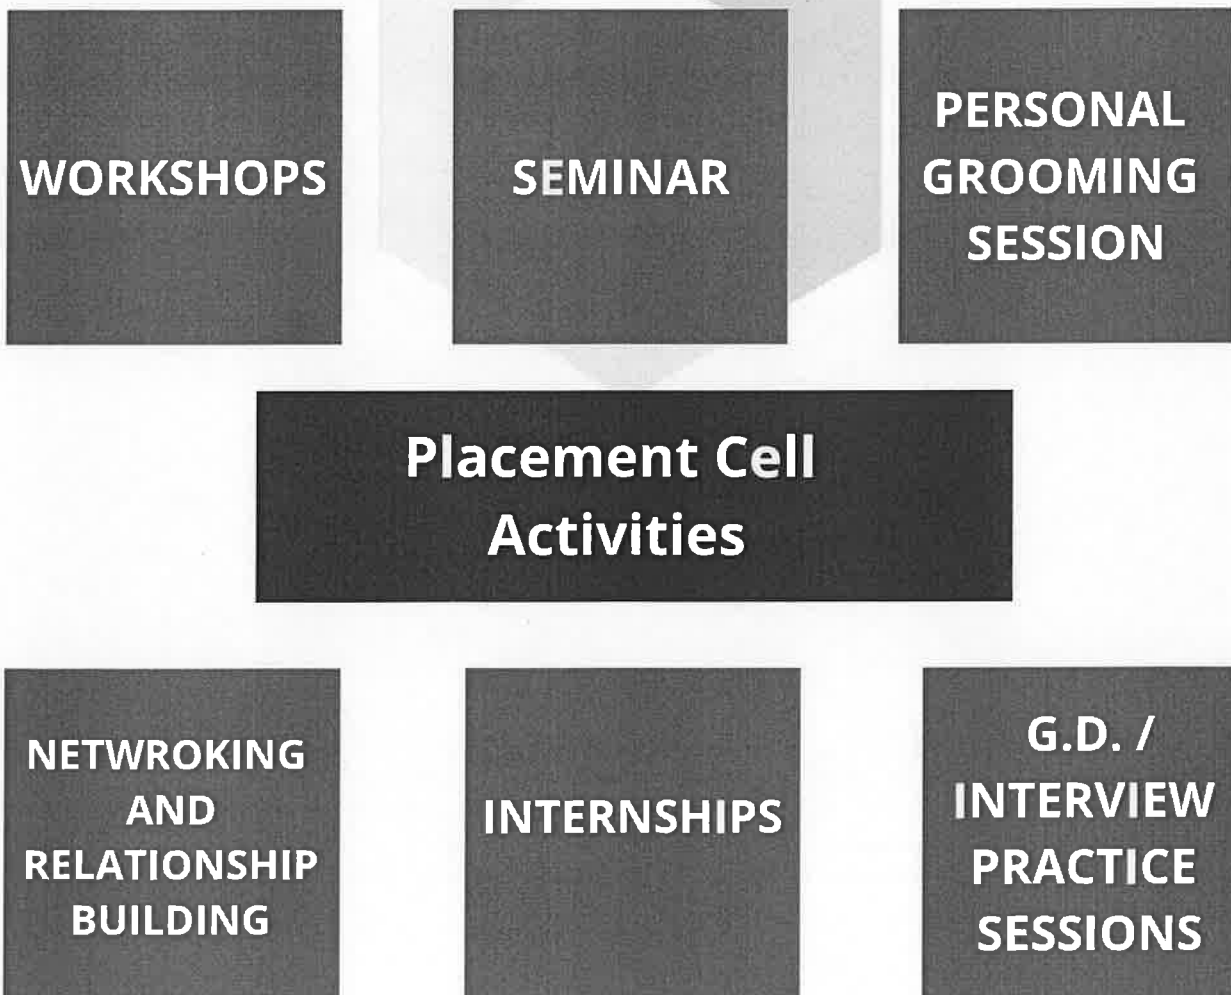 WORKSHOPS
SEMINAR
PERSONAL
GROOMING
SESSION
Placement Cell
Activities
NETWROKING
AND
RELATIONSHIP
BUILDING
INTERNSHIPS
G.D. /
INTERVIEW
PRACTICE
SESSIONS